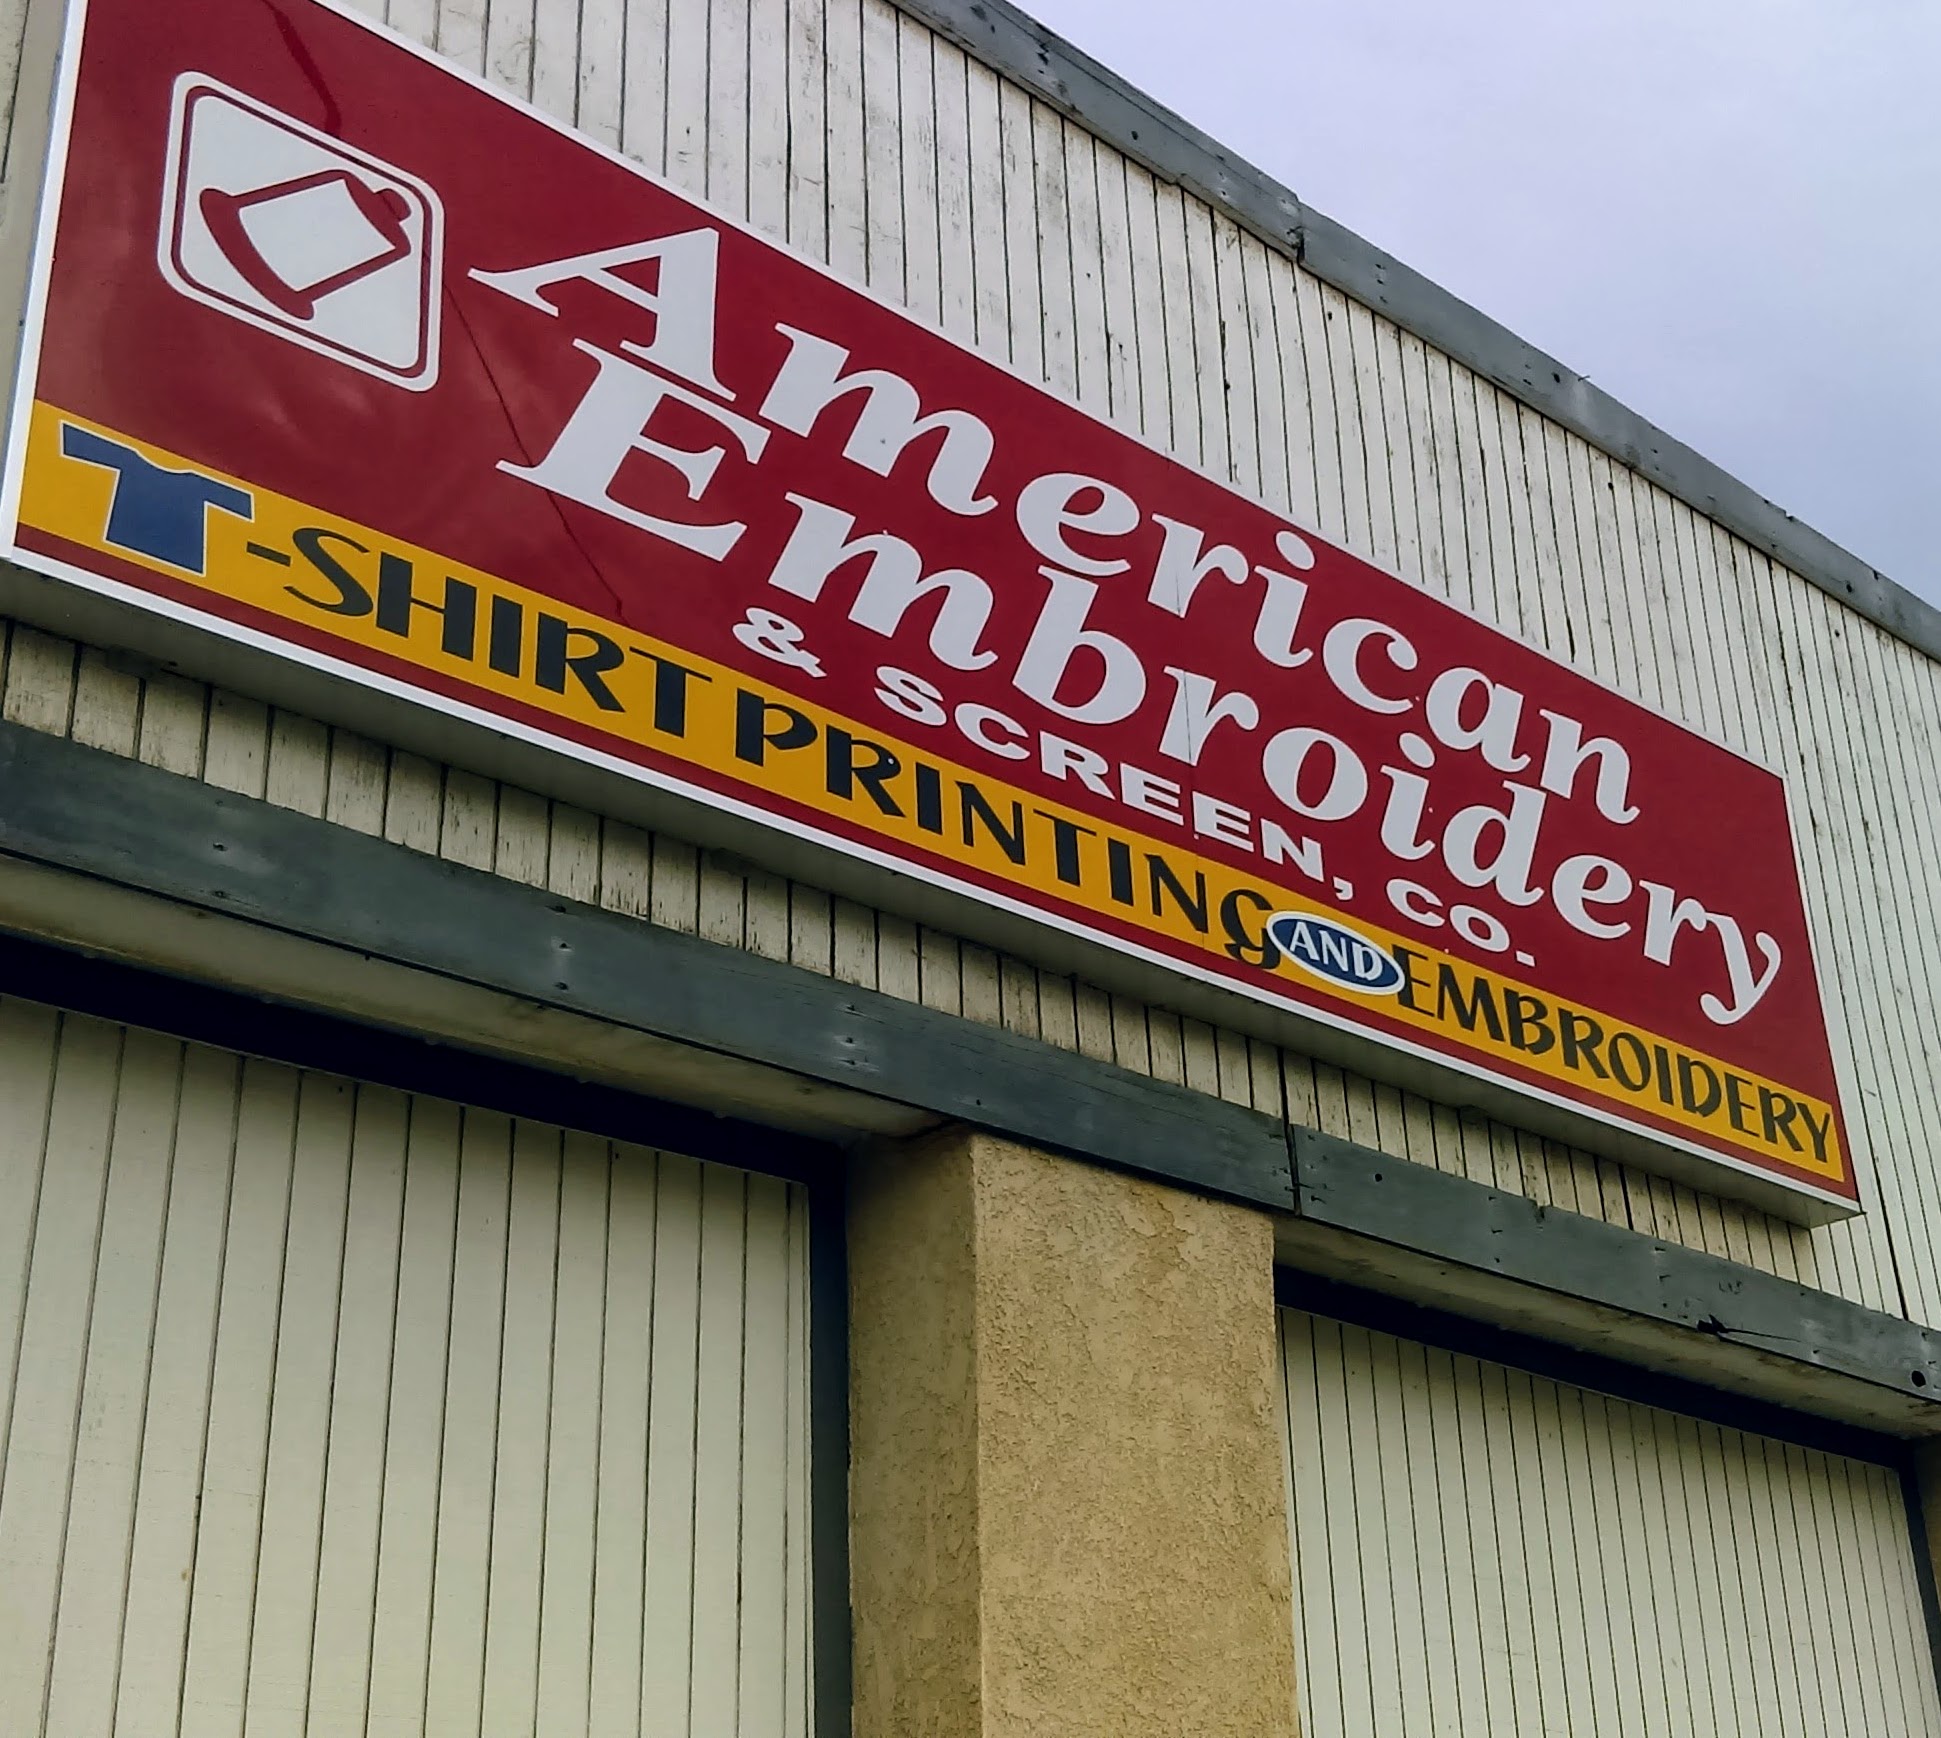 American
Embroidery
& SCREEN, CO.
T-SHIRT PRINTING AND EMBROIDERY